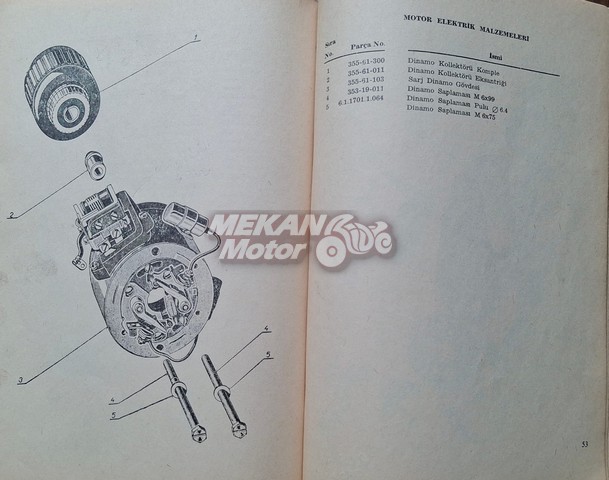 1
2
3
4
4
5
5
MEKAN
Motor
MOTOR ELEKTRİK MALZEMELERİ
Sıra
No. Parça No. İsmi
1 355-61-300 Dinamo Kollektörü Komple
2 355-61-011 Dinamo Kollektörü Eksantriği
3 355-61-103 Sarj Dinamo Gövdesi
4 353-19-011 Dinamo Saplaması M 6x99
5 6.1.1701.1.064 Dinamo Saplaması Pulu ∅ 6.4
Dinamo Saplaması M 6x75
53